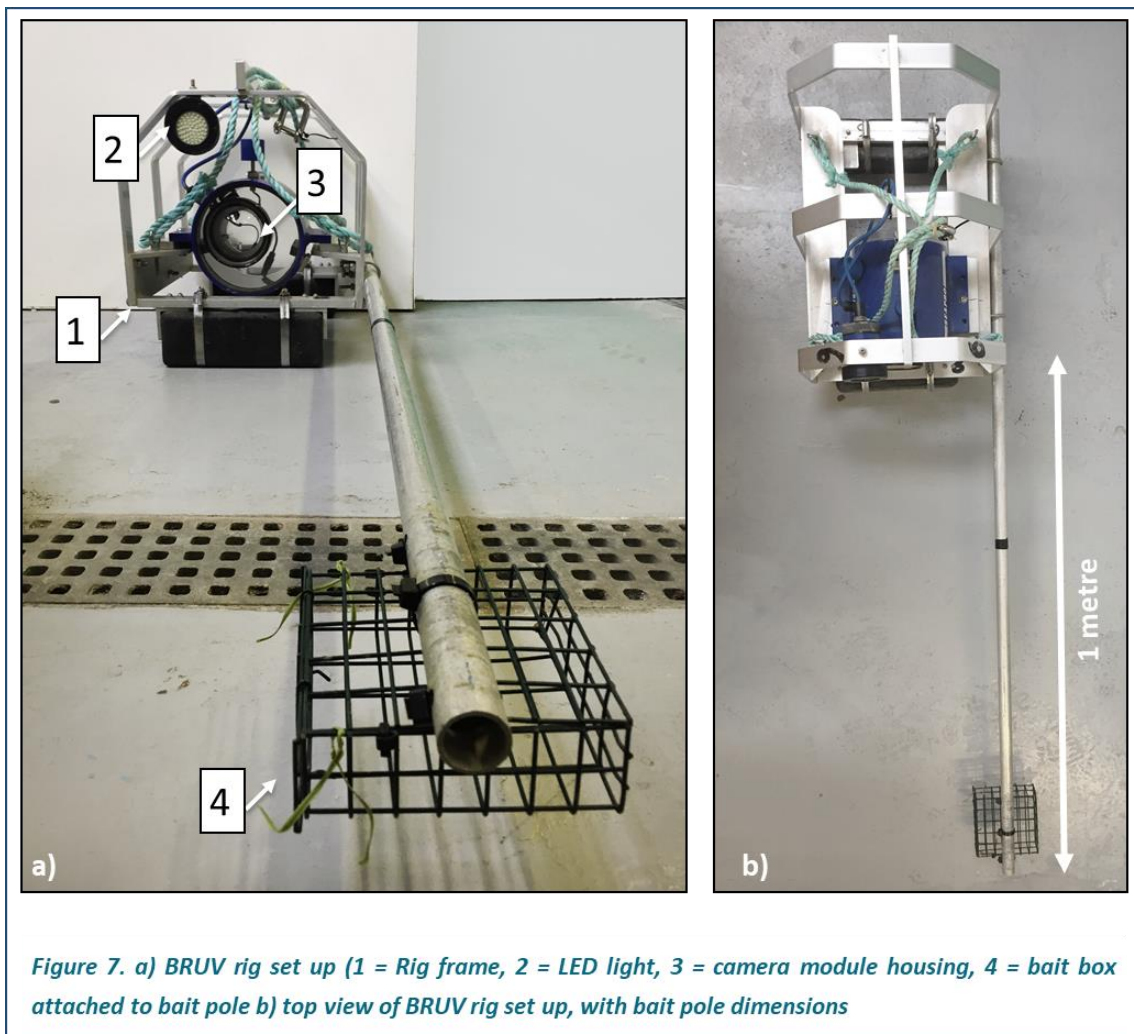 2
3
1
4
a)
1 metre
b)
Figure 7. a) BRUV rig set up (1 = Rig frame, 2 = LED light, 3 = camera module housing, 4 = bait box
attached to bait pole b) top view of BRUV rig set up, with bait pole dimensions